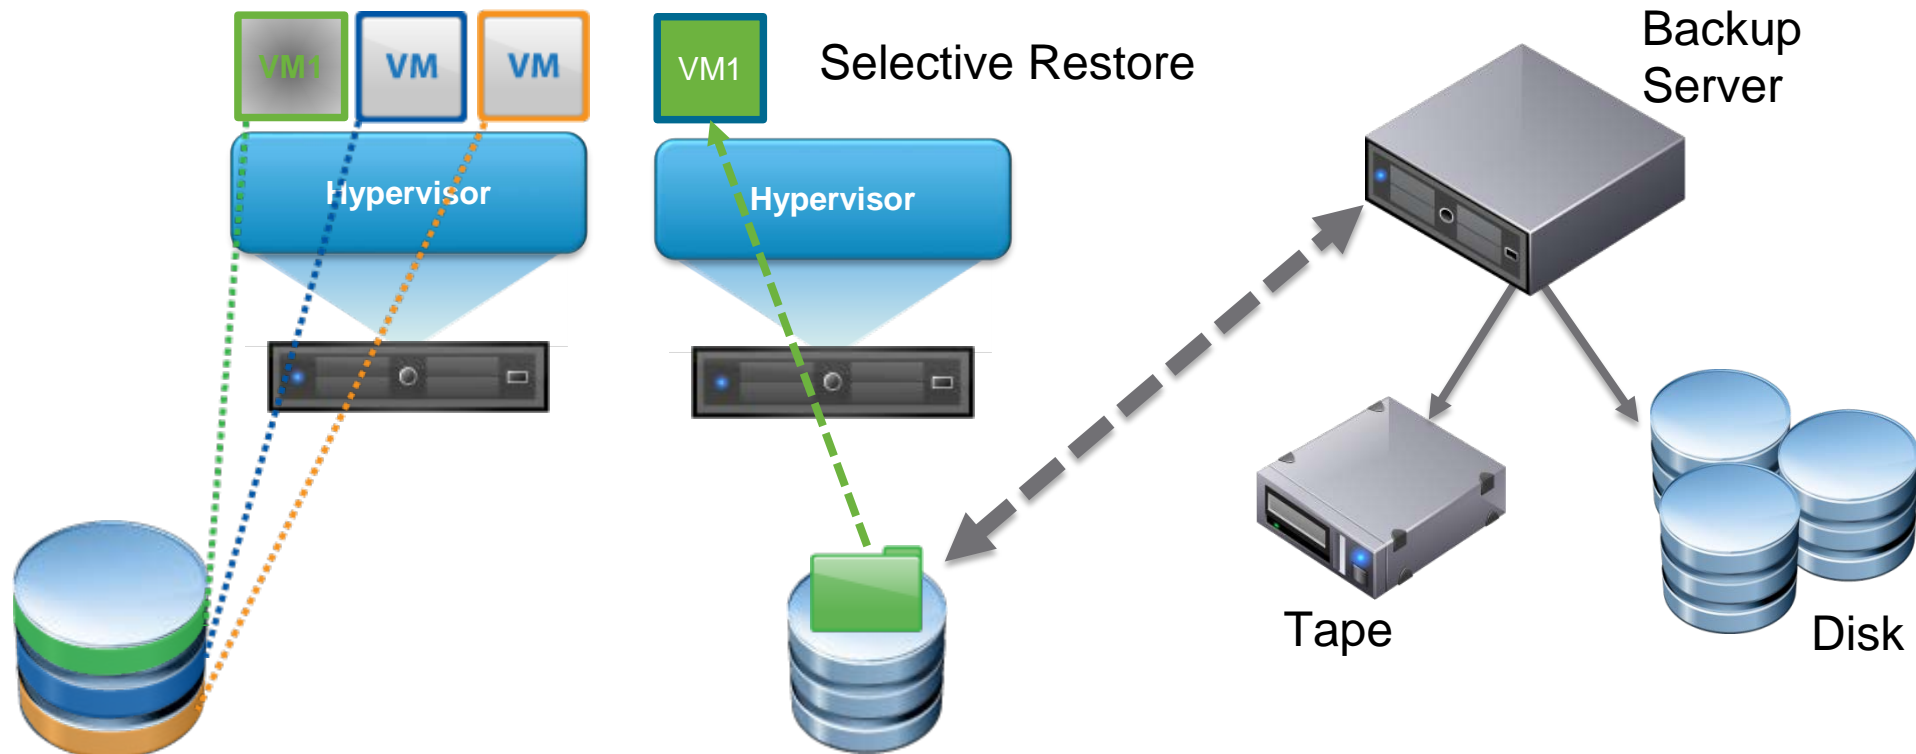 VM1
VM
VM
VM1
Selective Restore
Backup
Server
Hypervisor
Hypervisor
Tape
Disk